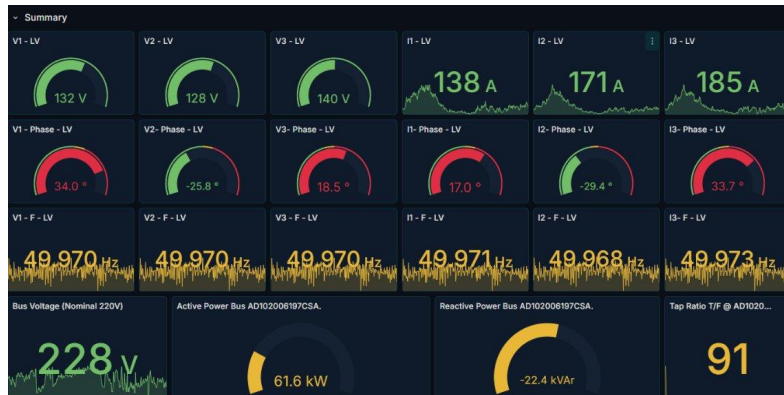 Summary
V1 - LV
V2 - LV
V3 - LV
I1 - LV
I2 - LV
I3 - LV
132 V
128 V
140 V
138 A
171 A
185 A
V1 - Phase - LV
V2- Phase - LV
V3- Phase - LV
I1- Phase - LV
I2- Phase - LV
I3- Phase - LV
34.0 °
-25.8 °
18.5 °
17.0 °
-29.4 °
33.7 °
V1 - F - LV
V2 - F - LV
V3 - F - LV
I1 - F - LV
I2 - F - LV
I3- F - LV
49.970 Hz
49.970 Hz
49.970 Hz
49.971 Hz
49.968 Hz
49.973 Hz
Bus Voltage (Nominal 220V)
Active Power Bus AD102006197CSA.
Reactive Power Bus AD102006197CSA.
Tap Ratio T/F @ AD1020...
228 V
61.6 kW
-22.4 kVAr
91